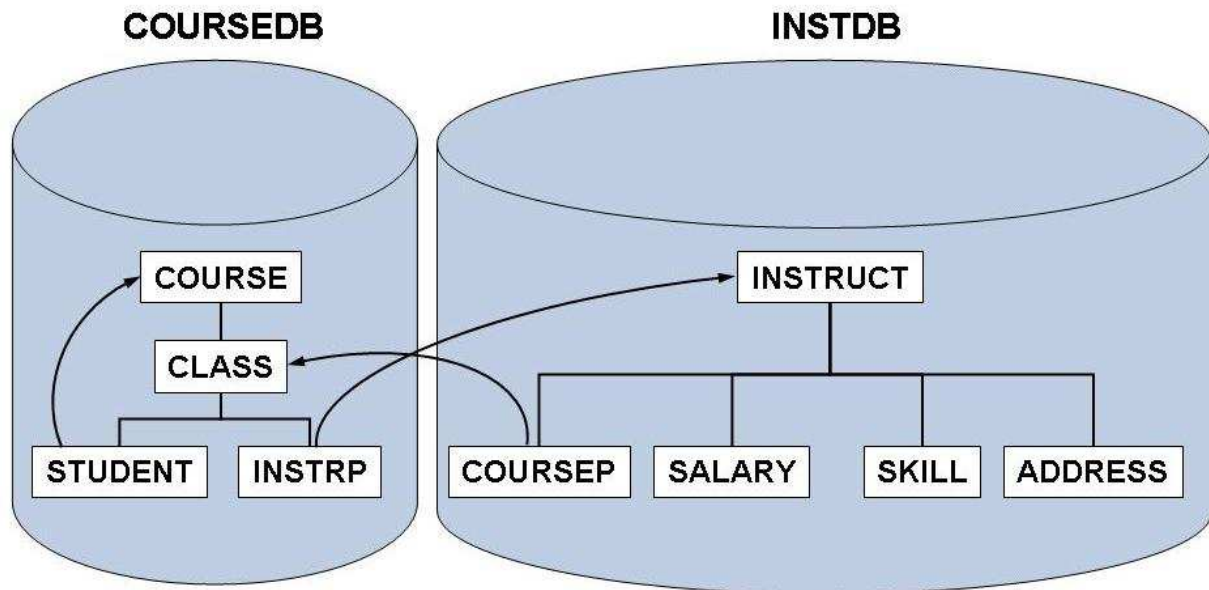 COURSEDB INSTDB
COURSE INSTRUCT
CLASS
STUDENT INSTRP COURSEP SALARY SKILL ADDRESS